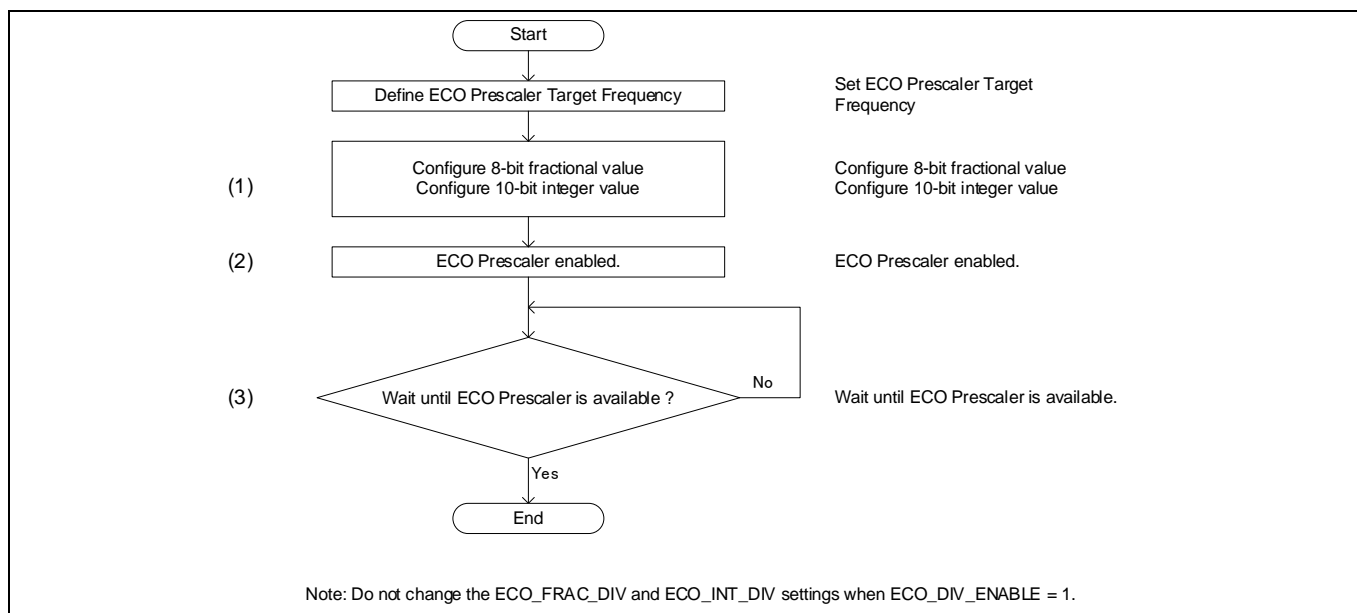 Start
Define ECO Prescaler Target Frequency
Set ECO Prescaler Target
Frequency
(1)
Configure 8-bit fractional value
Configure 10-bit integer value
Configure 8-bit fractional value
Configure 10-bit integer value
(2)
ECO Prescaler enabled.
ECO Prescaler enabled.
(3)
Wait until ECO Prescaler is available ?
No
Wait until ECO Prescaler is available.
Yes
End
Note: Do not change the ECO_FRAC_DIV and ECO_INT_DIV settings when ECO_DIV_ENABLE = 1.